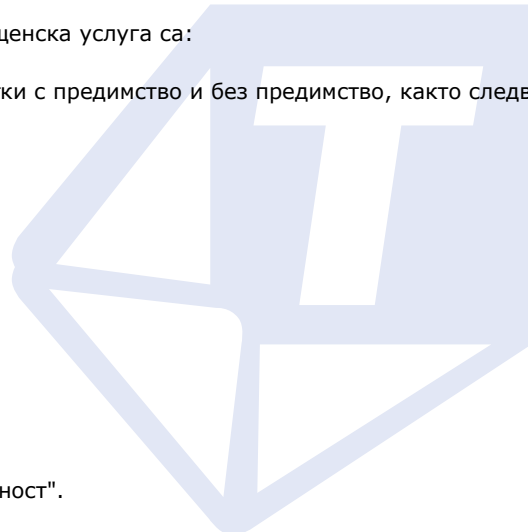 щенска услуга са:
ки с предимство и без предимство, както следв
ност".